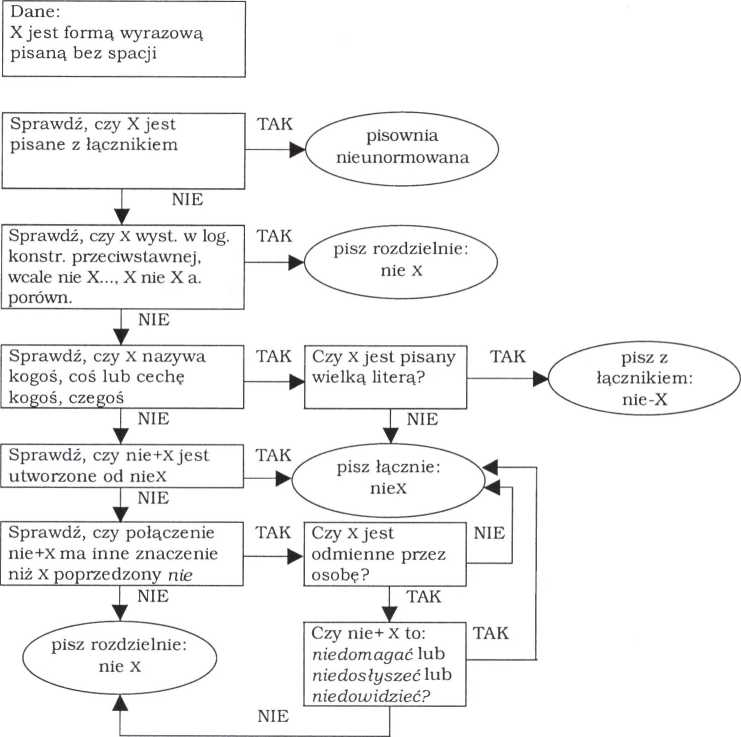 Dane:
X jest formą wyrazową
pisaną bez spacji
Sprawdź, czy X jest
pisane z łącznikiem
TAK
pisownia
nieunormowana
NIE
Sprawdź, czy X wyst. w log.
konstr. przeciwstawnej,
wcale nie X..., X nie X a.
porówn.
TAK
pisz rozdzielnie:
nie X
NIE
Sprawdź, czy X nazywa
kogoś, coś lub cechę
kogoś, czegoś
TAK
Czy X jest pisany
wielką literą?
TAK
pisz z
łącznikiem:
nie-X
NIE
NIE
Sprawdź, czy nie+X jest
utworzone od nieX
TAK
pisz łącznie:
nieX
NIE
Sprawdź, czy połączenie
nie+X ma inne znaczenie
niż X poprzedzony nie
TAK
Czy X jest
odmienne przez
osobę?
NIE
NIE
TAK
pisz rozdzielnie:
nie X
Czy nie+ X to:
niedomagać lub
niedosłyszeć lub
niedowidzieć?
TAK
NIE